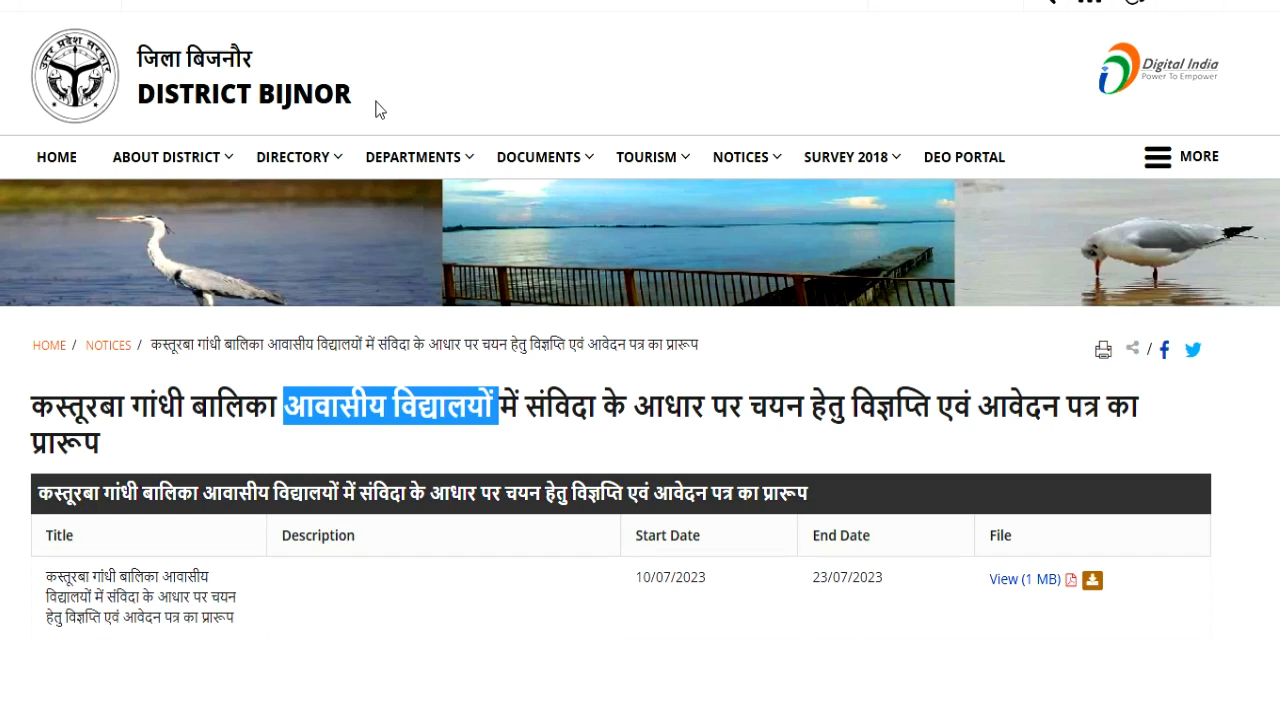 उत्तर प्रदेश सरकार
जिला बिजनौर
DISTRICT BIJNOR
Digital India
Power To Empower
HOME ABOUT DISTRICT DIRECTORY DEPARTMENTS DOCUMENTS TOURISM NOTICES SURVEY 2018 DEO PORTAL MORE
HOME / NOTICES / कस्तूरबा गांधी बालिका आवासीय विद्यालयों में संविदा के आधार पर चयन हेतु विज्ञप्ति एवं आवेदन पत्र का प्रारूप
कस्तूरबा गांधी बालिका आवासीय विद्यालयों में संविदा के आधार पर चयन हेतु विज्ञप्ति एवं आवेदन पत्र का
प्रारूप
कस्तूरबा गांधी बालिका आवासीय विद्यालयों में संविदा के आधार पर चयन हेतु विज्ञप्ति एवं आवेदन पत्र का प्रारूप
Title Description Start Date End Date File
कस्तूरबा गांधी बालिका आवासीय 10/07/2023 23/07/2023 View (1 MB)
विद्यालयों में संविदा के आधार पर चयन
हेतु विज्ञप्ति एवं आवेदन पत्र का प्रारूप